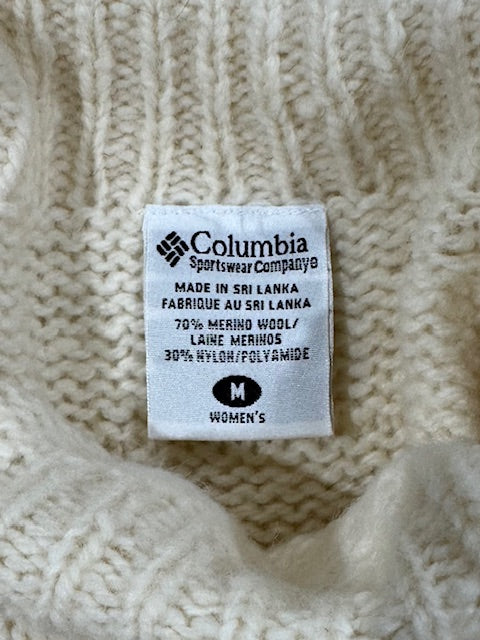 Columbia
Sportswear Company®
MADE IN SRI LANKA
FABRIQUE AU SRI LANKA
70% MERINO WOOL/
LAINE MERINOS
30% NYLON/POLYAMIDE
M
WOMEN'S